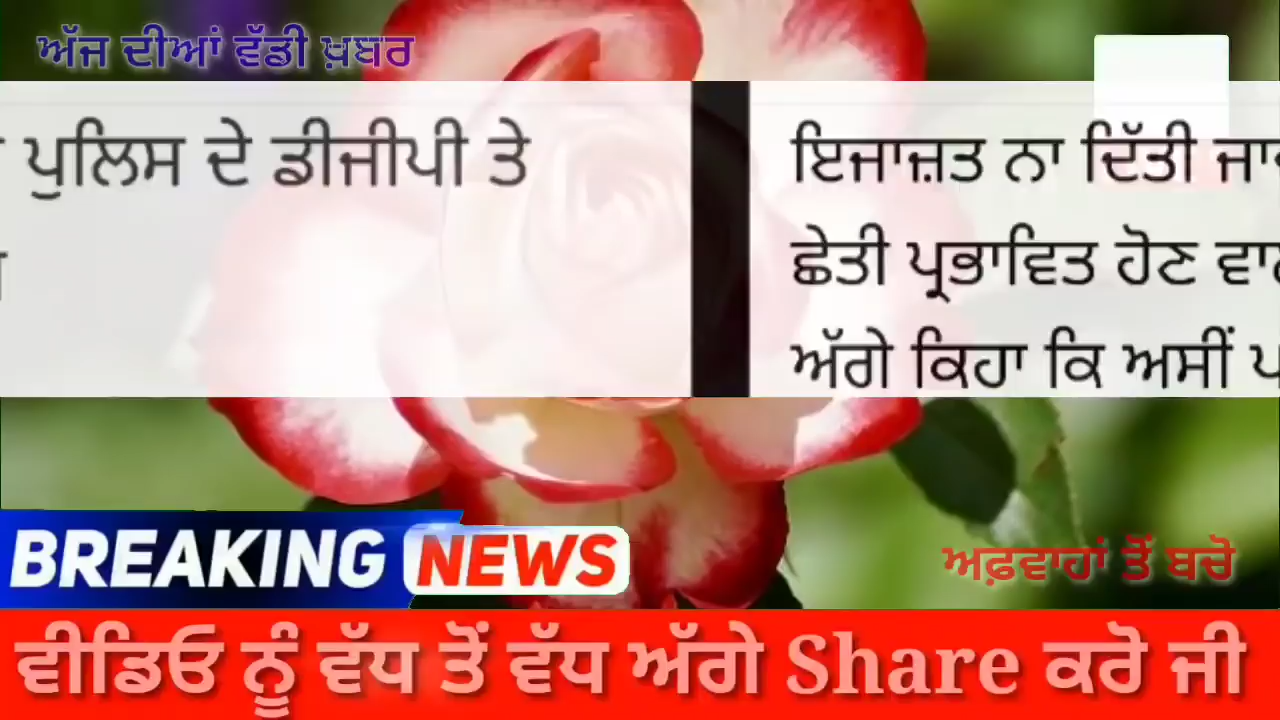 ਅੱਜ ਦੀਆਂ ਵੱਡੀ ਖ਼ਬਰ
ਪੁਲਿਸ ਦੇ ਡੀਜੀਪੀ ਤੇ
ਇਜਾਜ਼ਤ ਨਾ ਦਿੱਤੀ
ਛੇਤੀ ਪ੍ਰਭਾਵਿਤ ਹੋਣ
ਅੱਗੇ ਕਿਹਾ ਕਿ ਅਸੀਂ
BREAKING NEWS
ਅਫ਼ਵਾਹਾਂ ਤੋਂ ਬਚੋ
ਵੀਡਿਓ ਨੂੰ ਵੱਧ ਤੋਂ ਵੱਧ ਅੱਗੇ Share ਕਰੋ ਜੀ